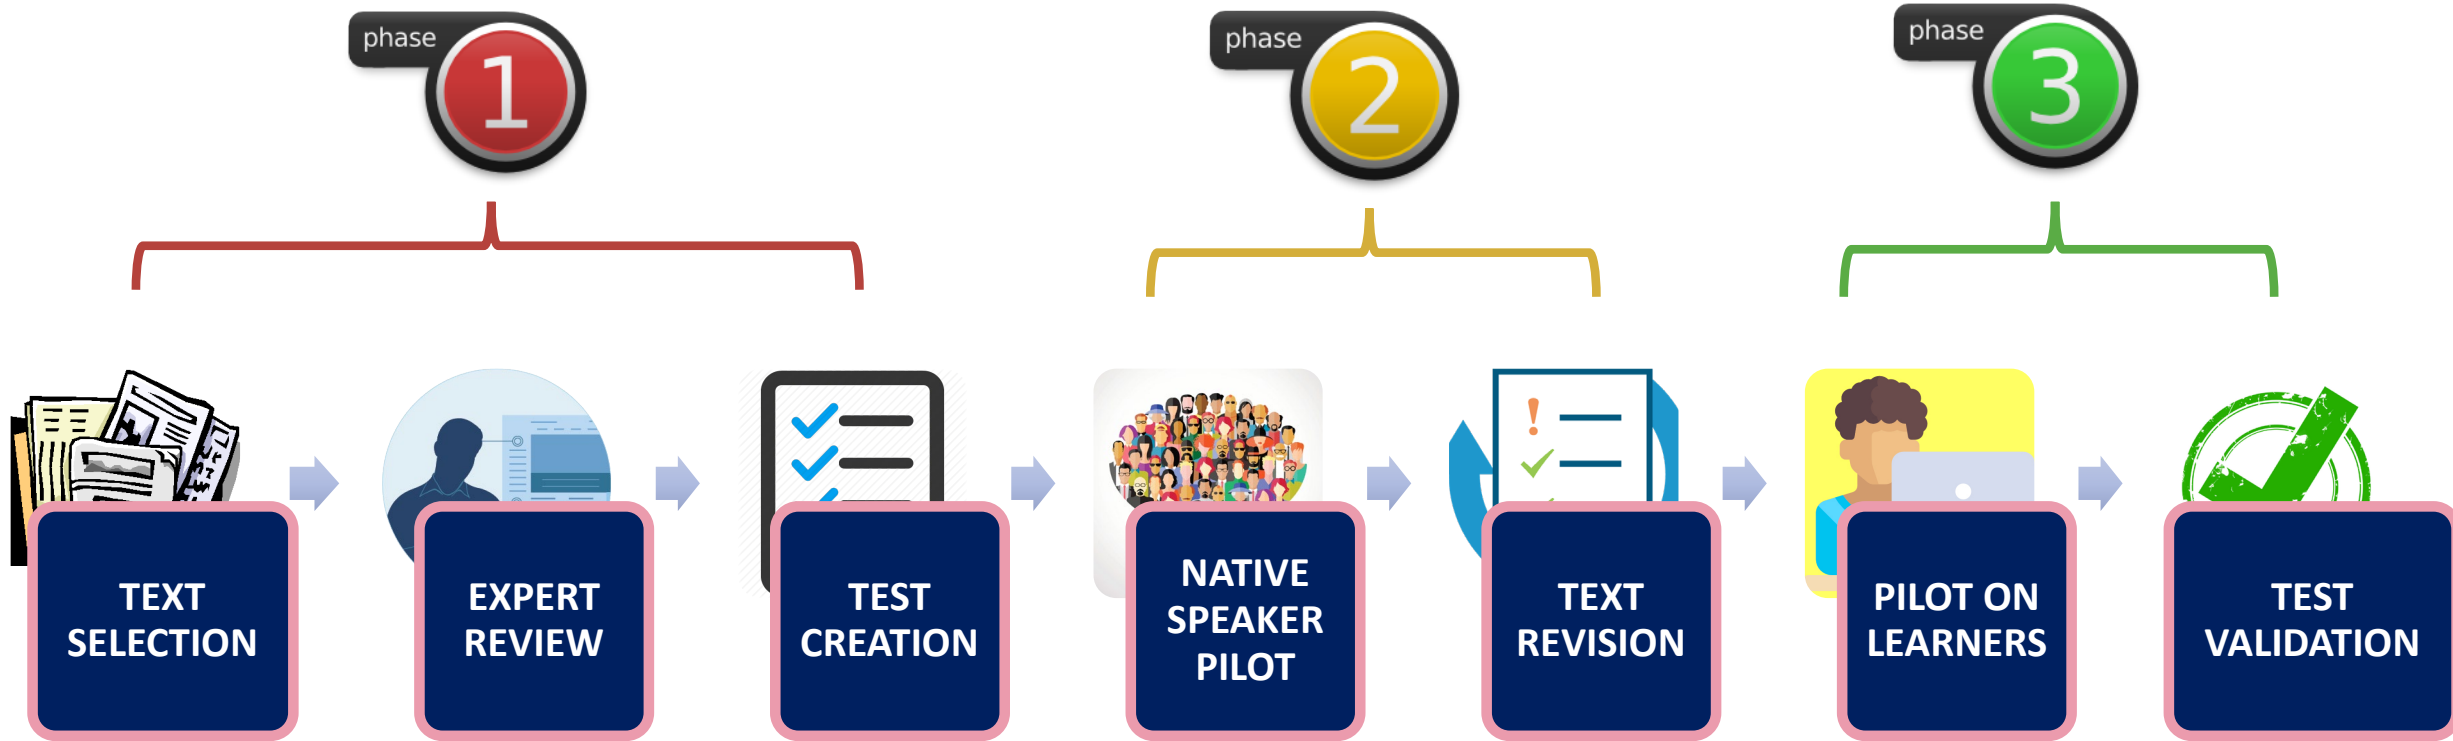 phase
1
phase
2
phase
3
TEXT
SELECTION
EXPERT
REVIEW
TEST
CREATION
NATIVE
SPEAKER
PILOT
TEXT
REVISION
PILOT ON
LEARNERS
TEST
VALIDATION